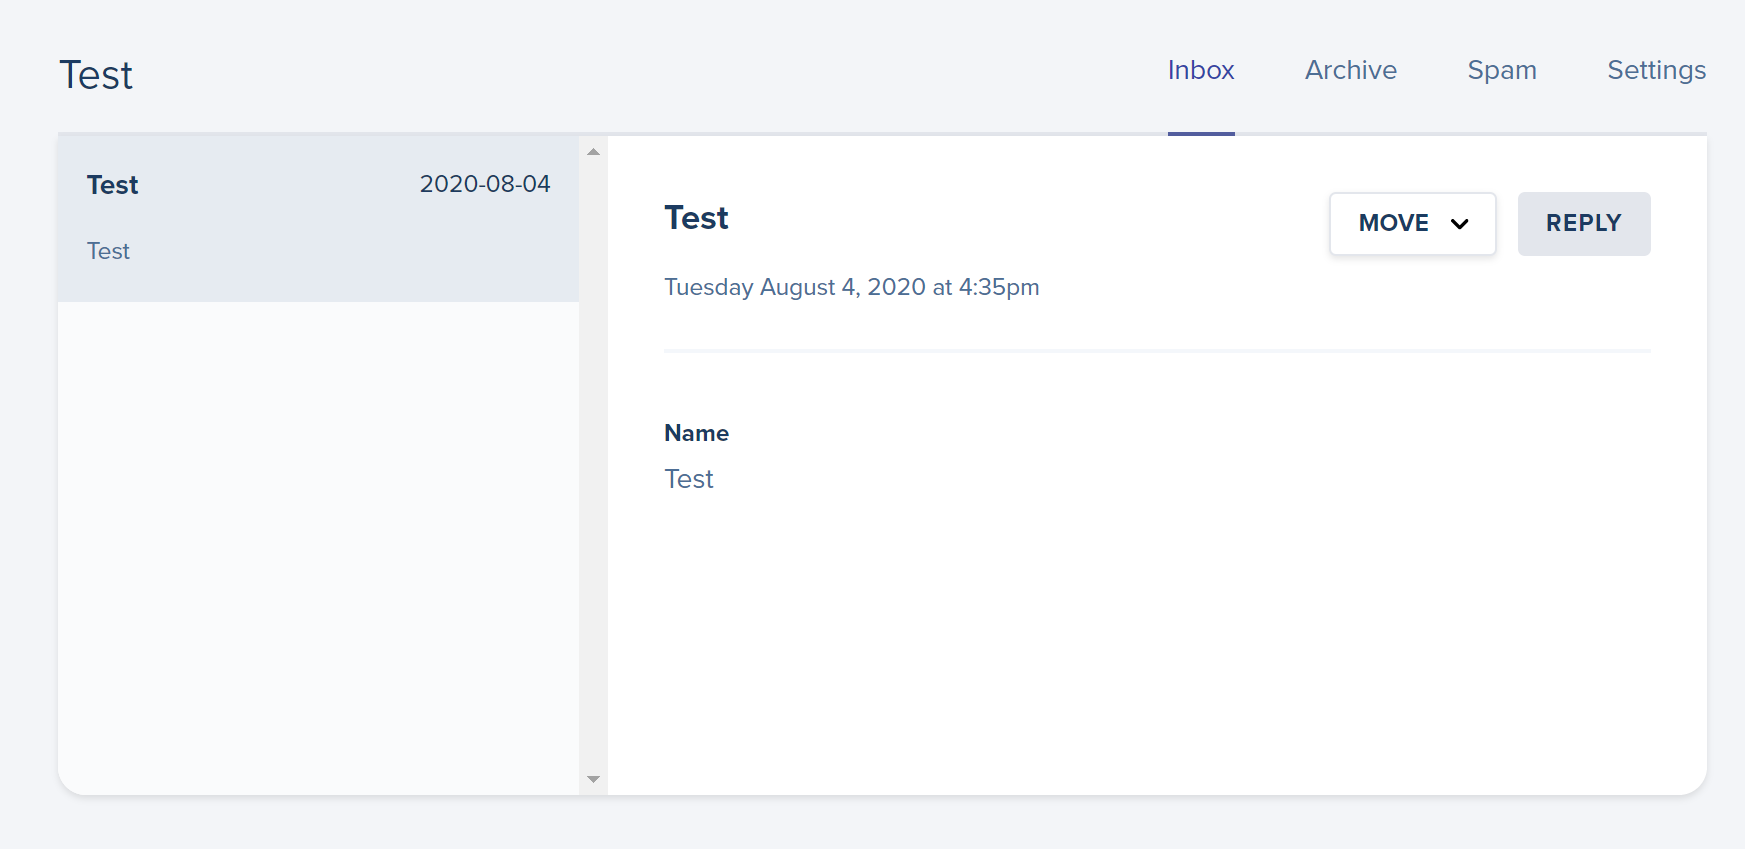 Test
Inbox
Archive
Spam
Settings
Test
2020-08-04
Test
Test
MOVE
REPLY
Tuesday August 4, 2020 at 4:35pm
Name
Test